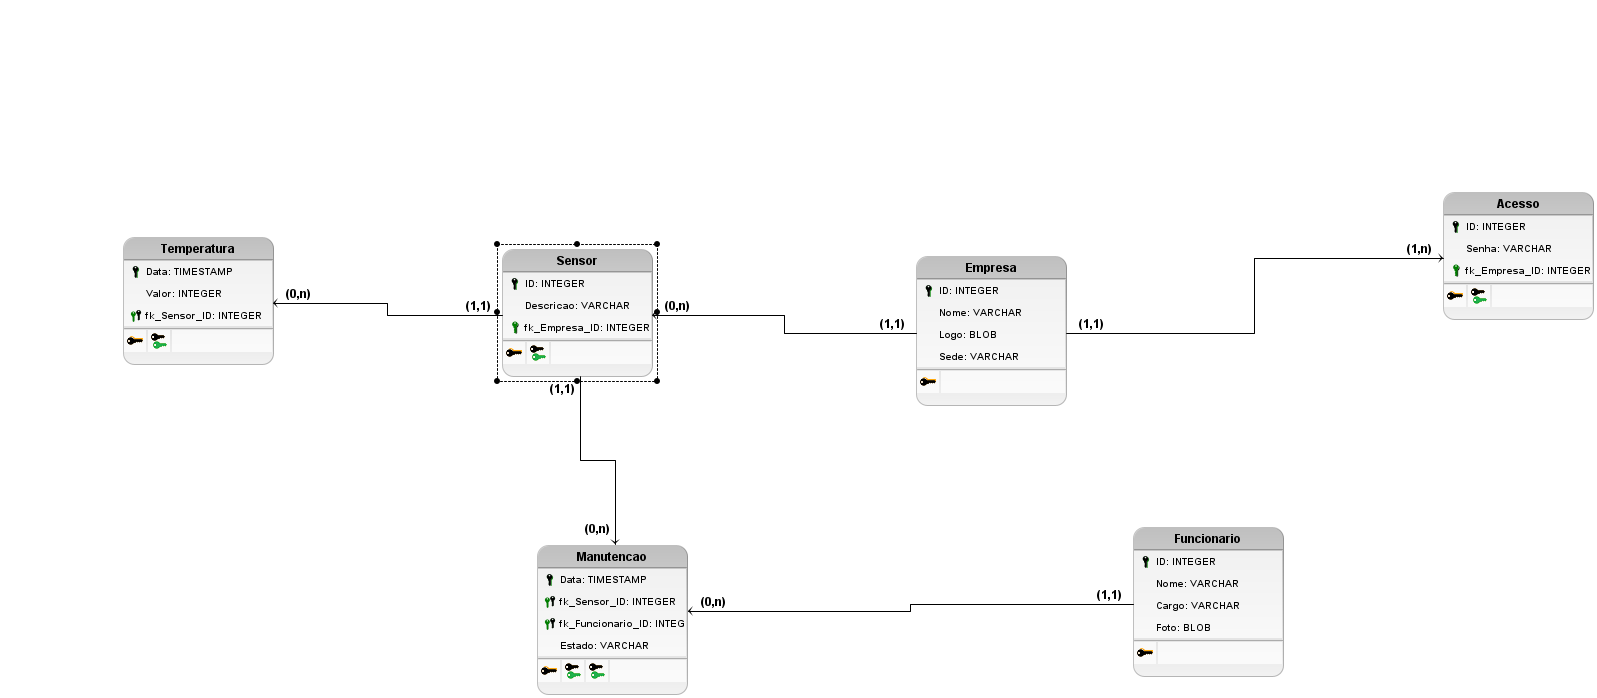 Temperatura
Data: TIMESTAMP
Valor: INTEGER
fk_Sensor_ID: INTEGER
(0,n)
(1,1)
Sensor
ID: INTEGER
Descricao: VARCHAR
fk_Empresa_ID: INTEGER
(0,n)
(1,1)
(1,1)
Empresa
ID: INTEGER
Nome: VARCHAR
Logo: BLOB
Sede: VARCHAR
(1,1)
(1,n)
Acesso
ID: INTEGER
Senha: VARCHAR
fk_Empresa_ID: INTEGER
(0,n)
Manutencao
Data: TIMESTAMP
fk_Sensor_ID: INTEGER
fk_Funcionario_ID: INTEG
Estado: VARCHAR
(0,n)
(1,1)
Funcionario
ID: INTEGER
Nome: VARCHAR
Cargo: VARCHAR
Foto: BLOB